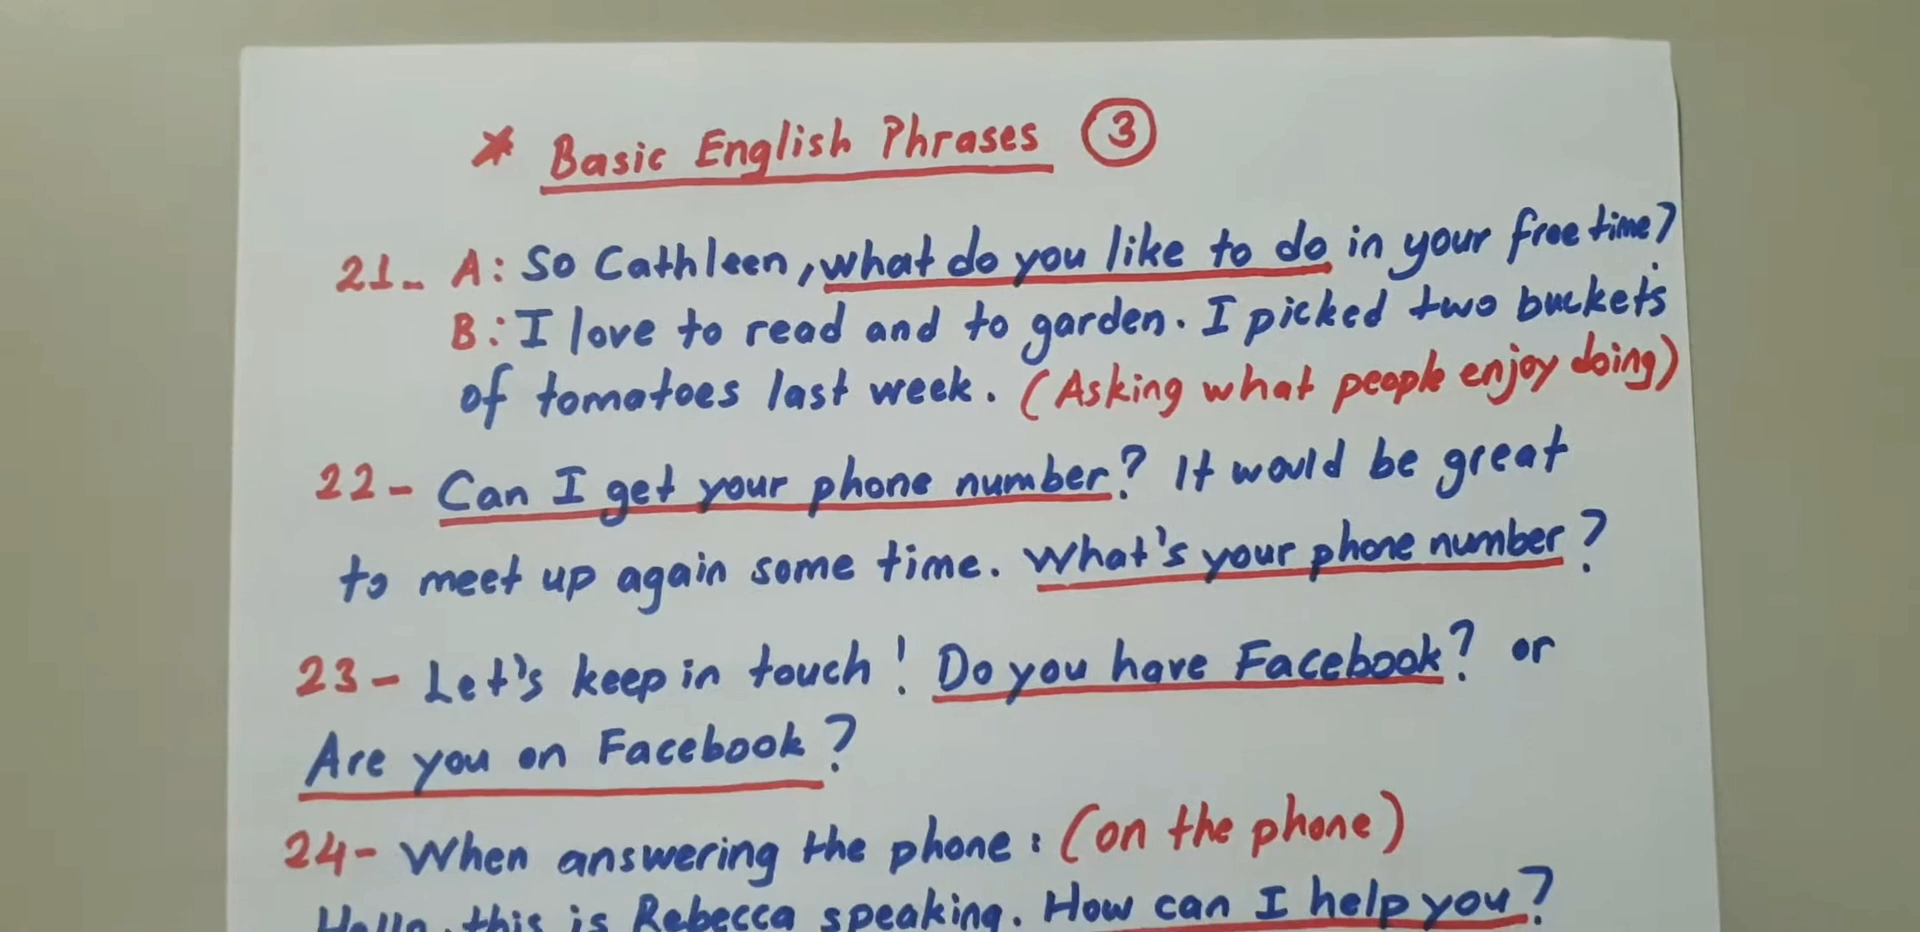 * Basic English Phrases ③
21- A: So Cathleen, what do you like to do in your free time?
B: I love to read and to garden. I picked two buckets
of tomatoes last week. (Asking what people enjoy doing)
22- Can I get your phone number? It would be great
to meet up again some time. What's your phone number?
23- Let's keep in touch! Do you have Facebook? or
Are you on Facebook?
24- When answering the phone: (on the phone)
Hello, this is Rebecca speaking. How can I help you?